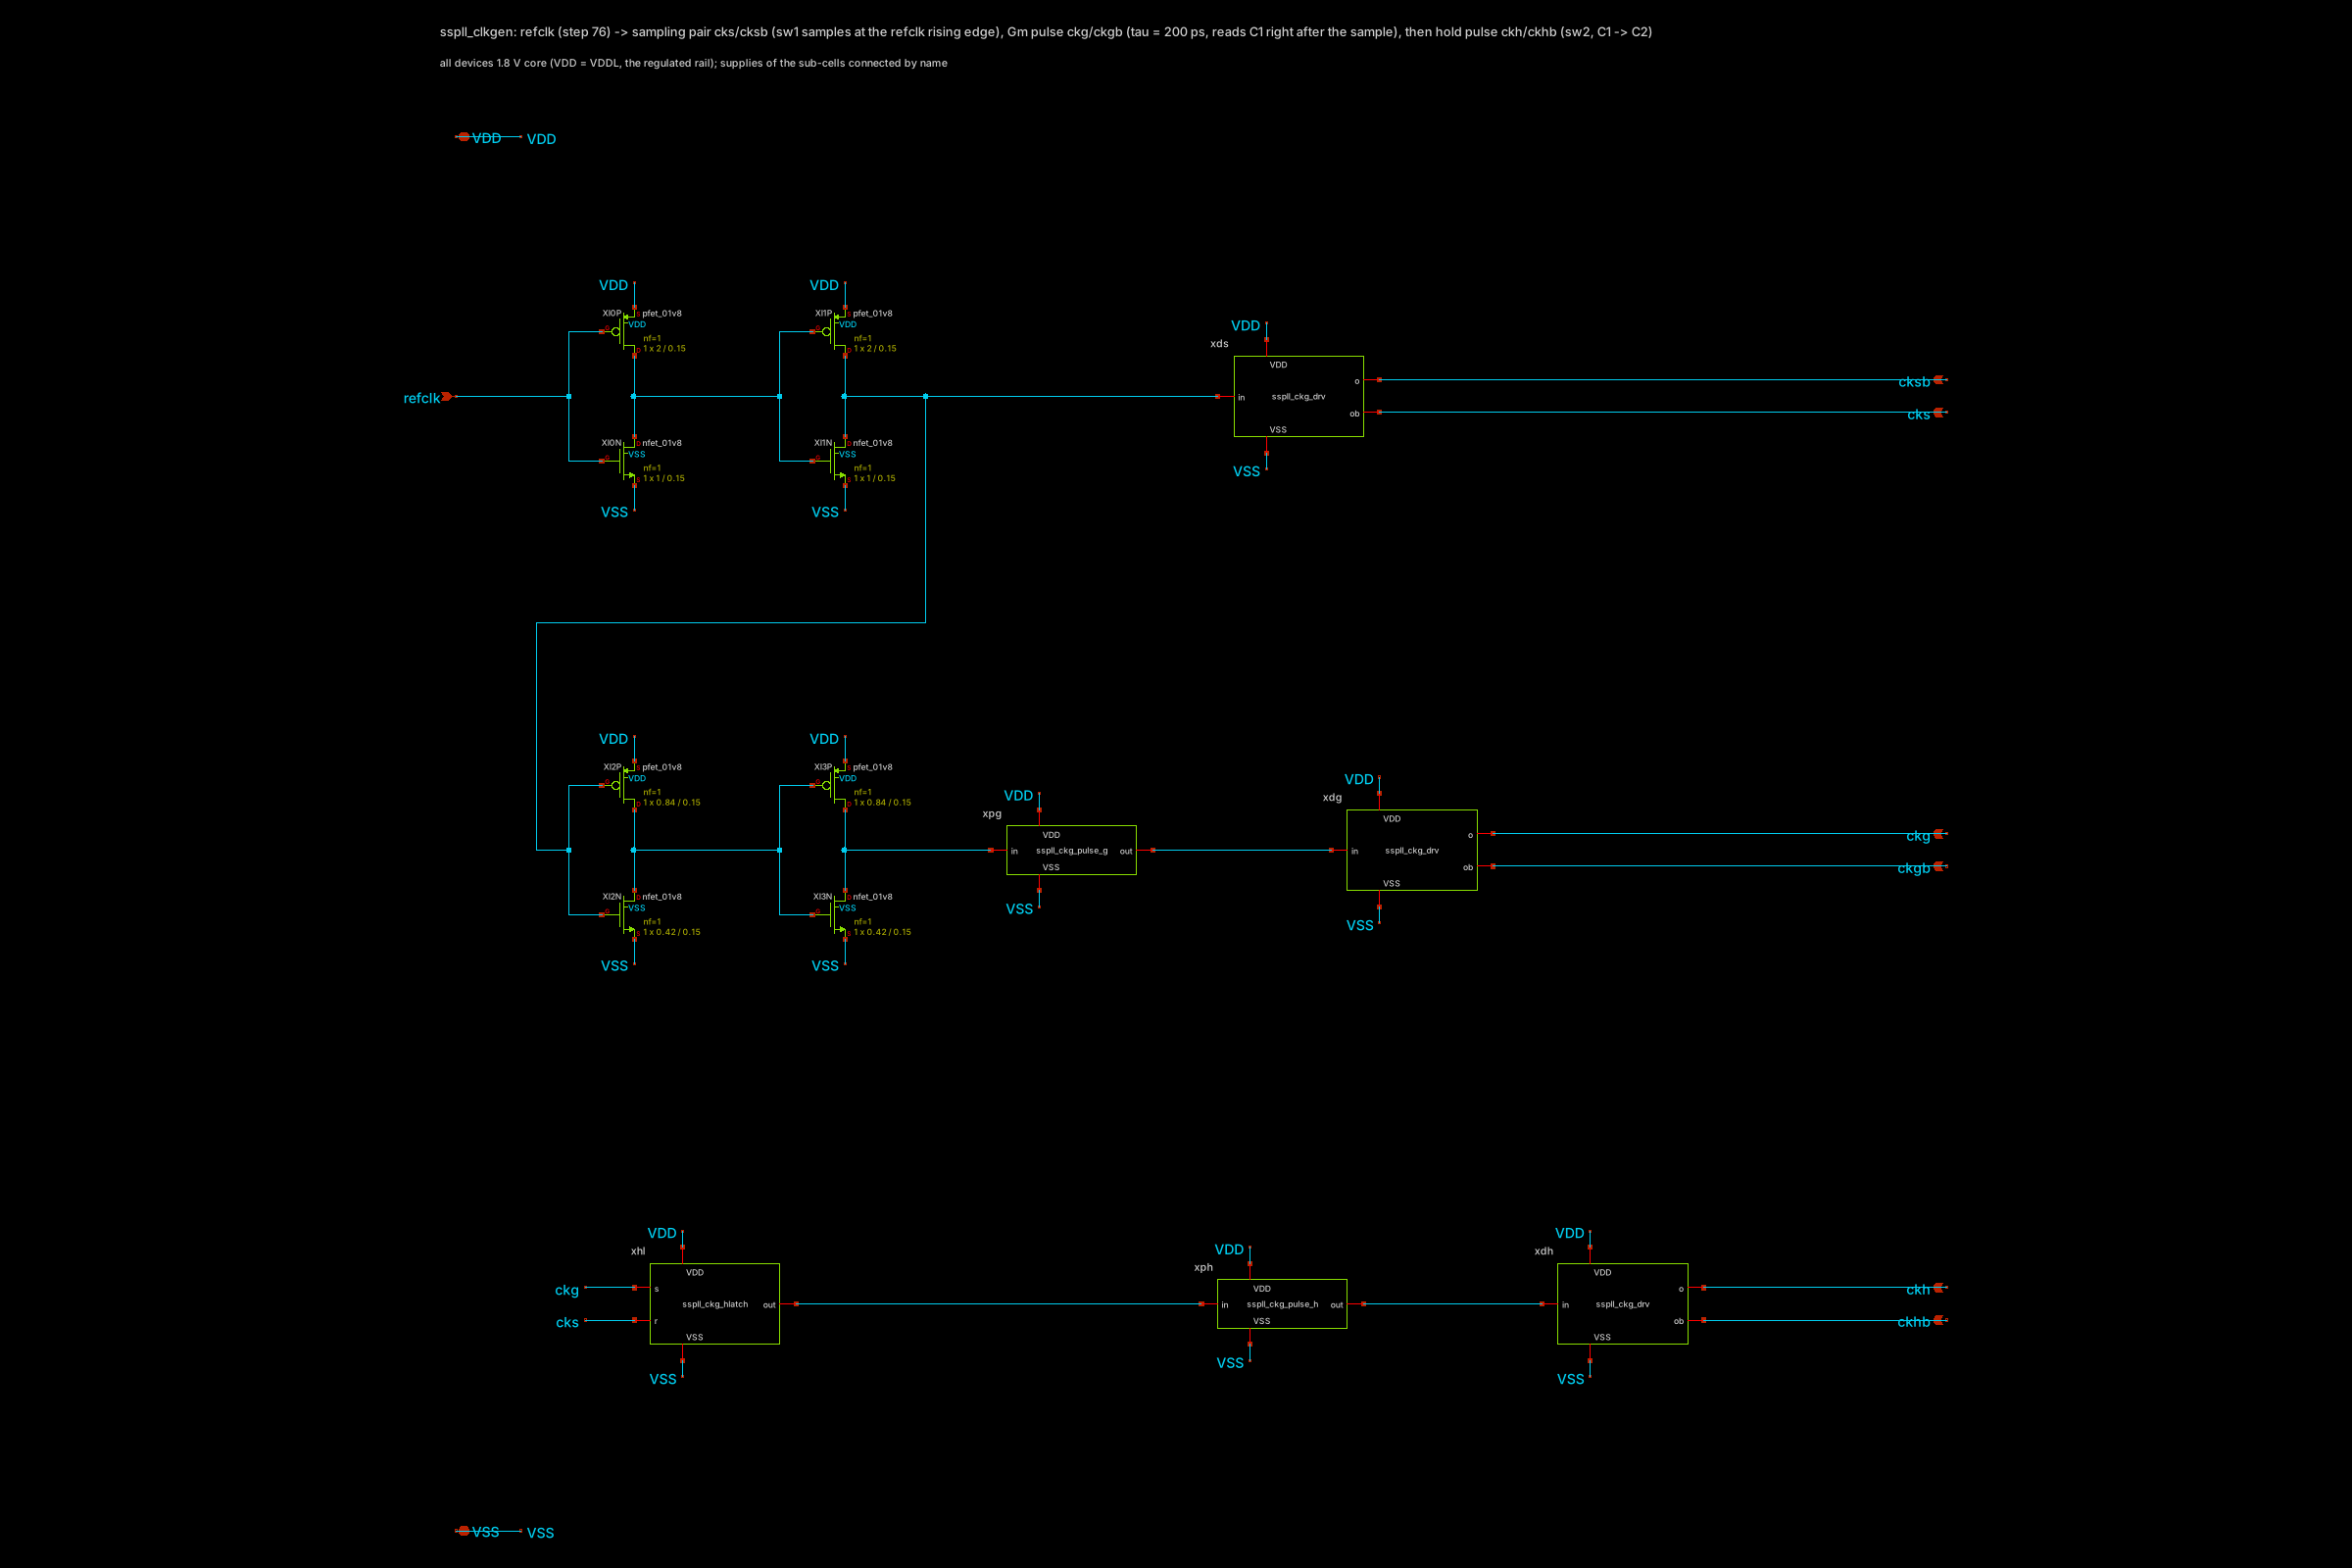 sspll_clkgen: refclk (step 76) -> sampling pair cks/cksb (sw1 samples at the refclk rising edge), Gm pulse ckg/ckgb (tau = 200 ps, reads C1 right after the sample), then hold pulse ckh/ckhb (sw2, C1 -> C2)
all devices 1.8 V core (VDD = VDDL, the regulated rail); supplies of the sub-cells connected by name
VDD VDD
VDD VDD
XI0P pfet_01v8 XI1P pfet_01v8
VDD VDD VDD
nf=1 nf=1 xds
1 x 2 / 0.15 1 x 2 / 0.15
VDD
o cksb
refclk in sspll_ckg_drv
ob cks
VSS
XI0N nfet_01v8 XI1N nfet_01v8
VSS VSS
nf=1 nf=1 VSS
1 x 1 / 0.15 1 x 1 / 0.15
VSS VSS
VDD VDD
XI2P pfet_01v8 XI3P pfet_01v8
VDD VDD VDD
nf=1 nf=1 VDD xdg
1 x 0.84 / 0.15 1 x 0.84 / 0.15
xpg VDD
VDD o ckg
in sspll_ckg_pulse_g out in sspll_ckg_drv
VSS ob ckgb
VSS
XI2N nfet_01v8 XI3N nfet_01v8
VSS VSS VSS
nf=1 nf=1 VSS
1 x 0.42 / 0.15 1 x 0.42 / 0.15
VSS VSS
VDD VDD
xhl VDD xdh
xph
VDD VDD
ckg s VDD o ckh
sspll_ckg_hlatch out in sspll_ckg_pulse_h out in sspll_ckg_drv
cks r VSS ob ckhb
VSS VSS
VSS VSS VSS
VSS VSS